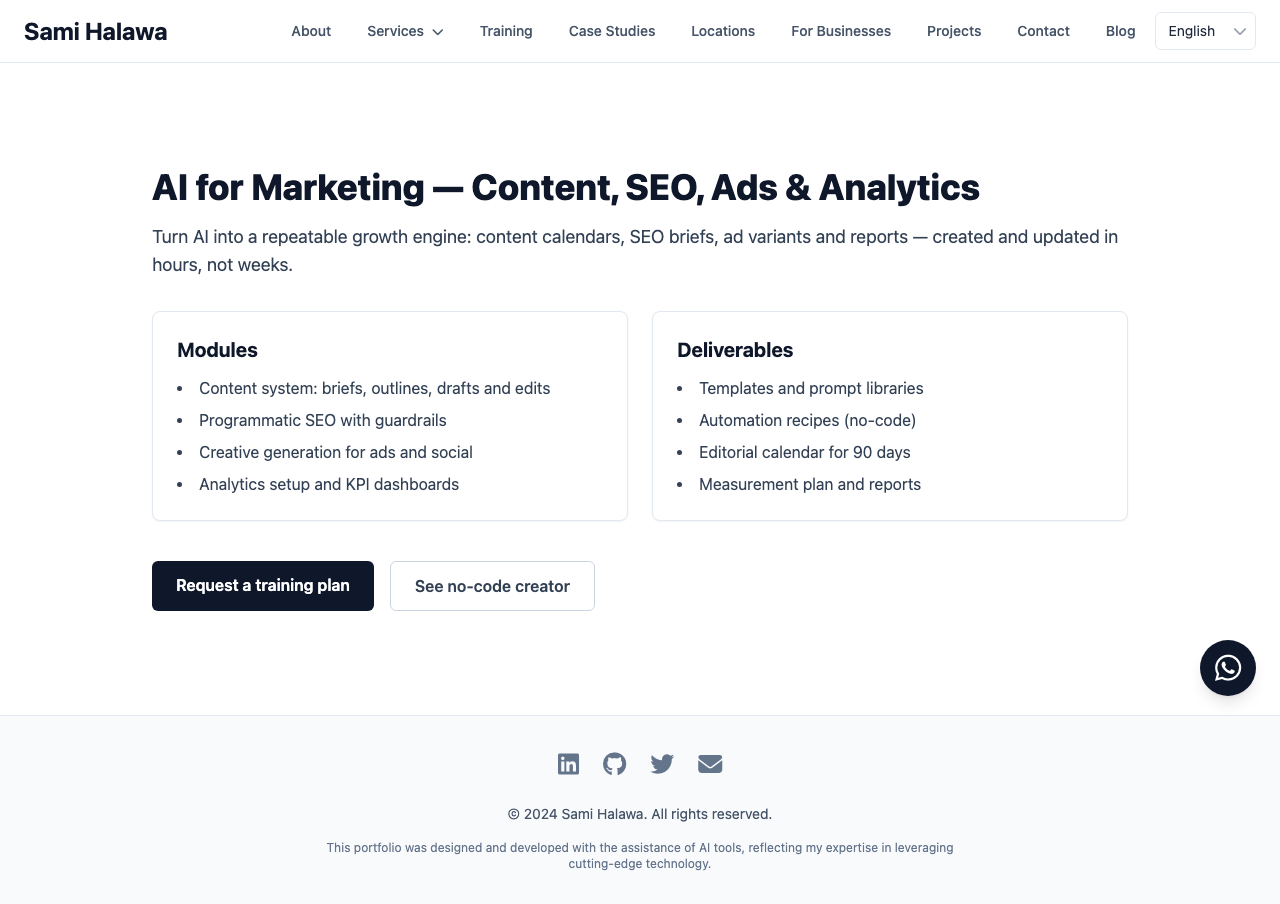 Sami Halawa
About
Services
Training
Case Studies
Locations
For Businesses
Projects
Contact
Blog
English
AI for Marketing — Content, SEO, Ads & Analytics
Turn AI into a repeatable growth engine: content calendars, SEO briefs, ad variants and reports — created and updated in
hours, not weeks.
Modules
• Content system: briefs, outlines, drafts and edits
• Programmatic SEO with guardrails
• Creative generation for ads and social
• Analytics setup and KPI dashboards
Deliverables
• Templates and prompt libraries
• Automation recipes (no-code)
• Editorial calendar for 90 days
• Measurement plan and reports
Request a training plan
See no-code creator
© 2024 Sami Halawa. All rights reserved.
This portfolio was designed and developed with the assistance of AI tools, reflecting my expertise in leveraging
cutting-edge technology.